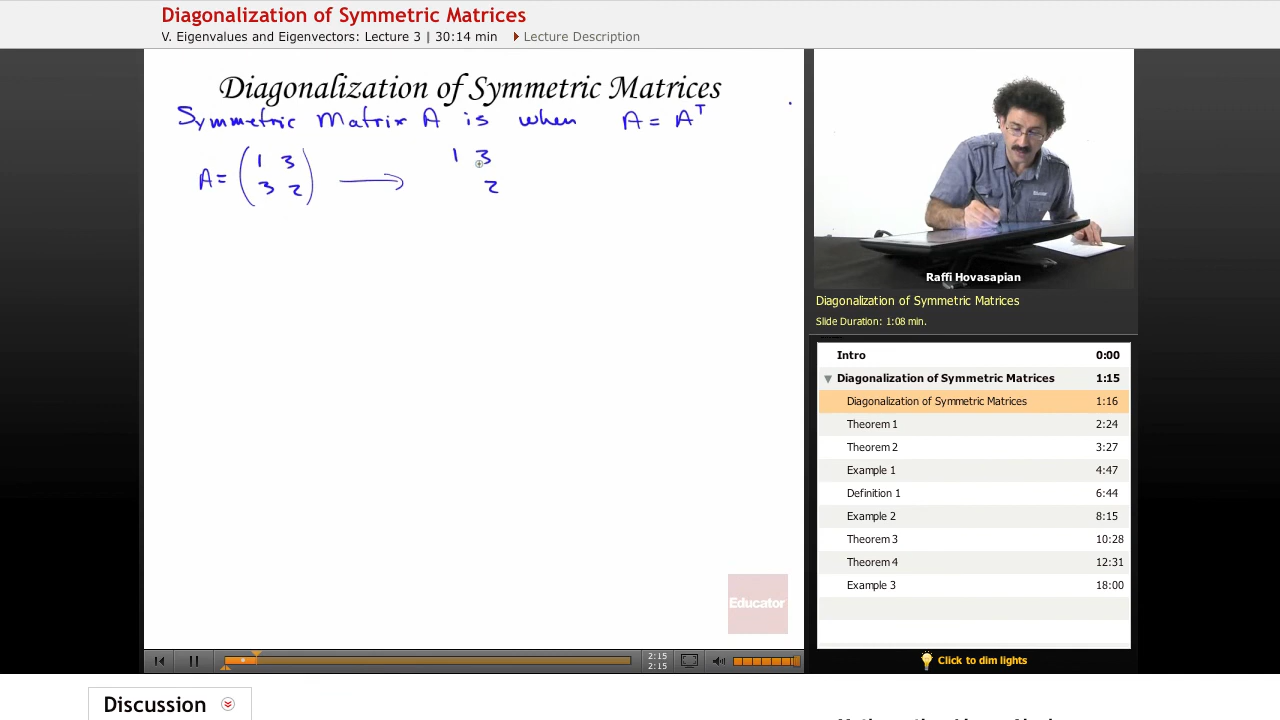 Diagonalization of Symmetric Matrices
V. Eigenvalues and Eigenvectors: Lecture 3 | 30:14 min Lecture Description
Diagonalization of Symmetric Matrices
Symmetric Matrix A is when A = A^T
A = ( 1 3 → 1 3
3 2 ) 2
Educator
Raffi Hovasapian
Diagonalization of Symmetric Matrices
Slide Duration: 1:08 min.
Intro 0:00
Diagonalization of Symmetric Matrices 1:15
Diagonalization of Symmetric Matrices 1:16
Theorem 1 2:24
Theorem 2 3:27
Example 1 4:47
Definition 1 6:44
Example 2 8:15
Theorem 3 10:28
Theorem 4 12:31
Example 3 18:00
2:15
2:15
Click to dim lights
Discussion